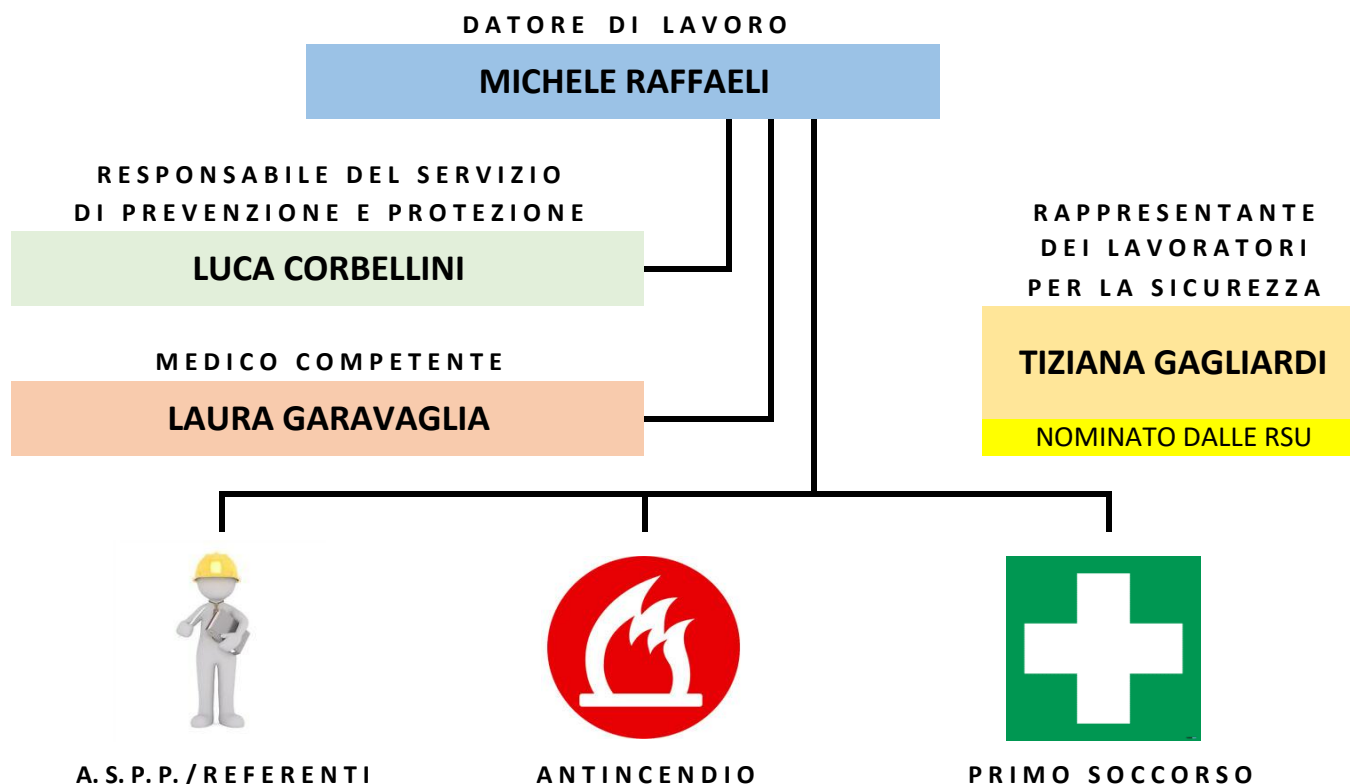 DATORE DI LAVORO
MICHELE RAFFAELI
RESPONSABILE DEL SERVIZIO
DI PREVENZIONE E PROTEZIONE
LUCA CORBELLINI
MEDICO COMPETENTE
LAURA GARAVAGLIA
RAPPRESENTANTE
DEI LAVORATORI
PER LA SICUREZZA
TIZIANA GAGLIARDI
NOMINATO DALLE RSU
A.S.P.P./REFERENTI
ANTINCENDIO
PRIMO SOCCORSO